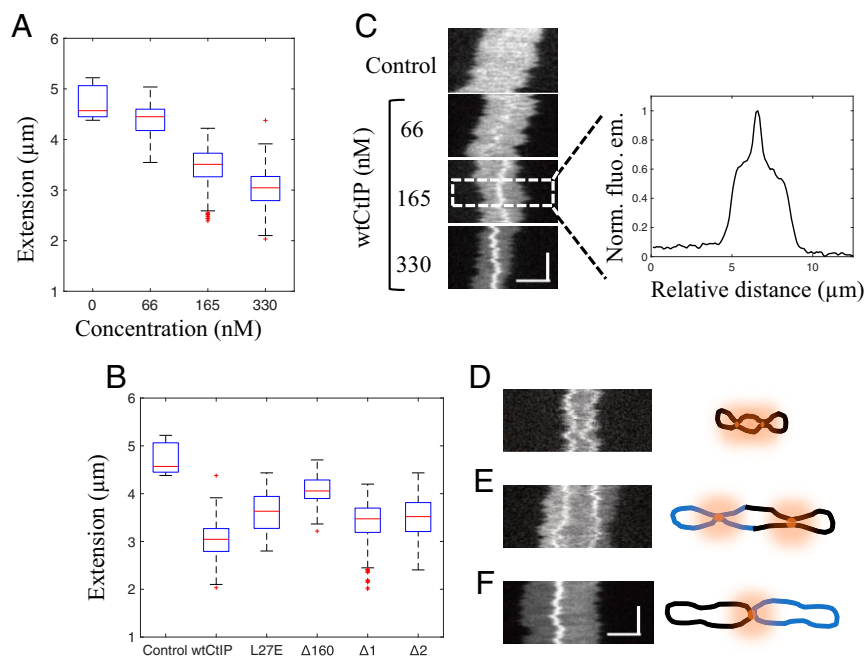 A
6
5
4
3
2
1
Extension (µm)
0 66 165 330
Concentration (nM)
C
Control
wtCtIP (nM)
66
165
330
Norm. fluo. em.
1
0.8
0.6
0.4
0.2
0
0 5 10
Relative distance (µm)
B
6
5
4
3
2
1
Extension (µm)
Control wtCtIP L27E Δ160 Δ1 Δ2
D
E
F